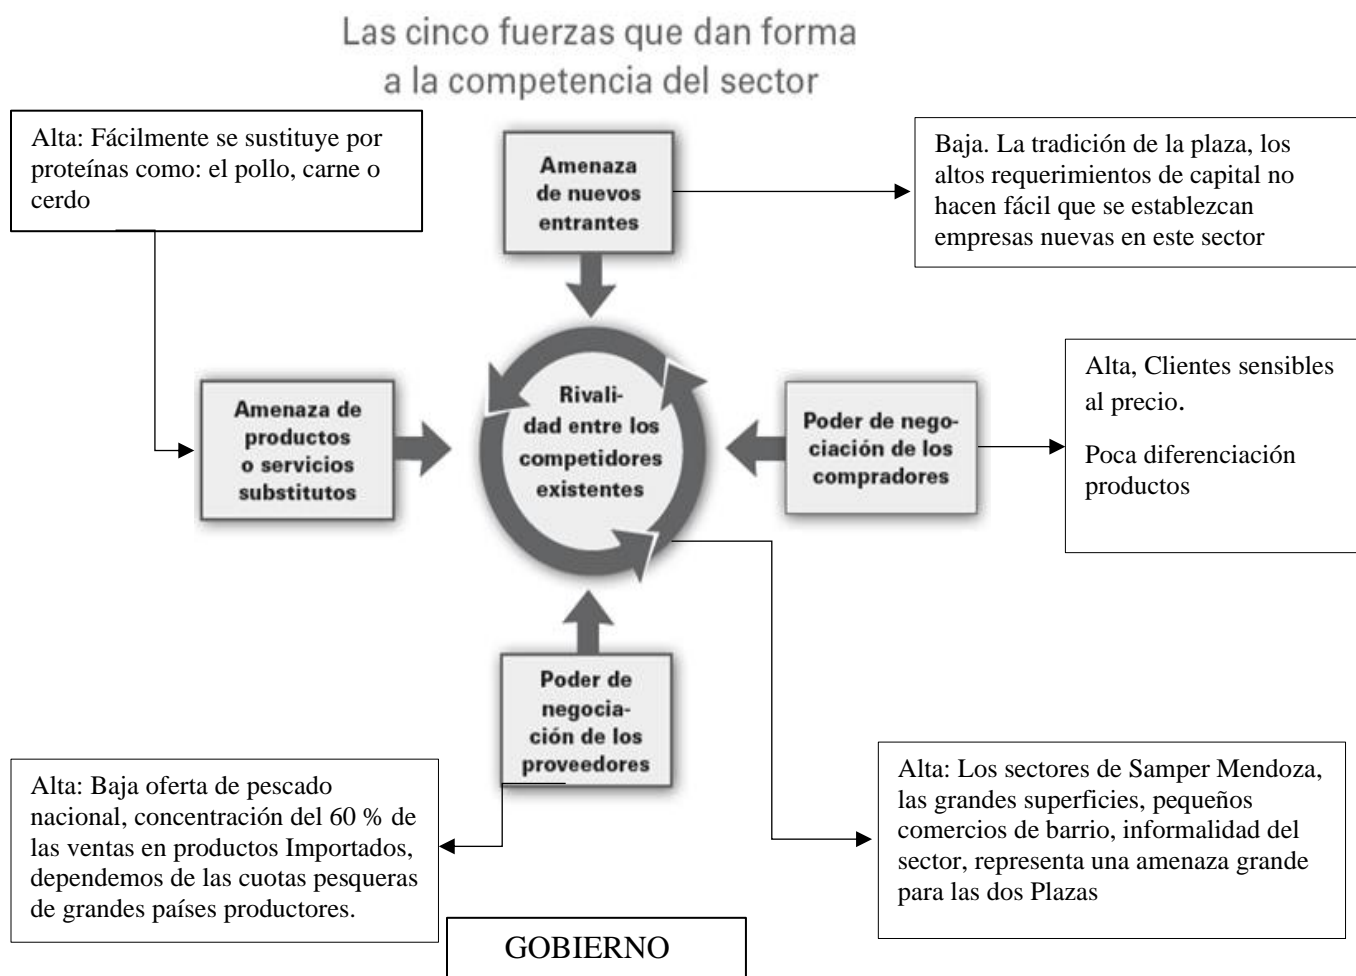 Las cinco fuerzas que dan forma
a la competencia del sector
Alta: Fácilmente se sustituye por
proteínas como: el pollo, carne o
cerdo
Amenaza
de nuevos
entrantes
Baja. La tradición de la plaza, los
altos requerimientos de capital no
hacen fácil que se establezcan
empresas nuevas en este sector
Amenaza de
productos
o servicios
substitutos
Rivali-
dad entre los
competidores
existentes
Poder de nego-
ciación de los
compradores
Alta, Clientes sensibles
al precio.
Poca diferenciación
productos
Poder de
negocia-
ción de los
proveedores
Alta: Baja oferta de pescado
nacional, concentración del 60 % de
las ventas en productos Importados,
dependemos de las cuotas pesqueras
de grandes países productores.
Alta: Los sectores de Samper Mendoza,
las grandes superficies, pequeños
comercios de barrio, informalidad del
sector, representa una amenaza grande
para las dos Plazas
GOBIERNO